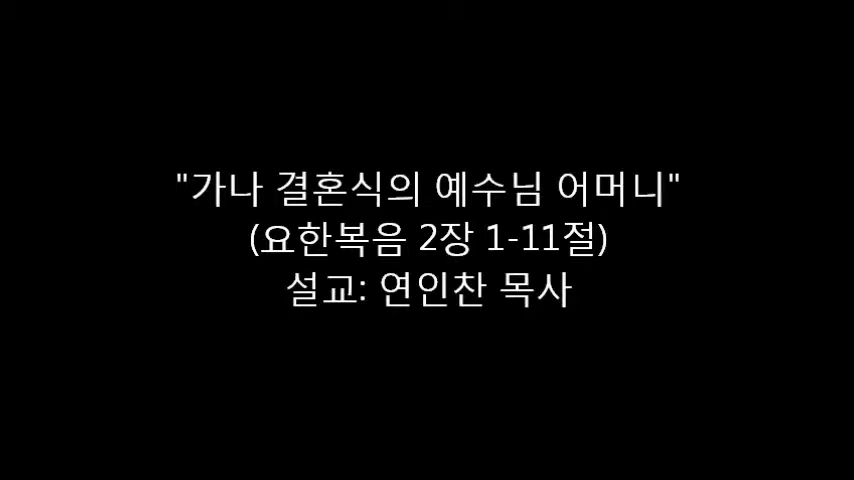 "가나 결혼식의 예수님 어머니"
(요한복음 2장 1-11절)
설교: 연인찬 목사